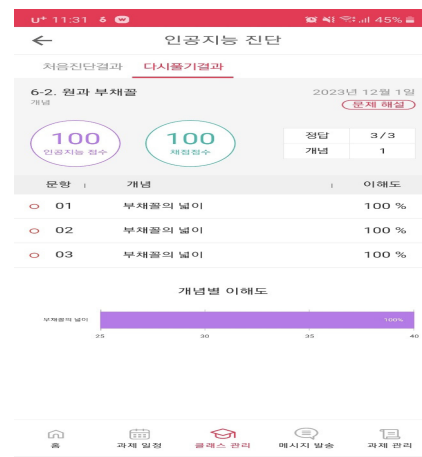 U+ 11:31 6
45%
인공지능 진단
처음진단결과 다시풀기결과
6-2. 원과 부채꼴
2023년 12월 1일
개념
문제 해설
100
인공지능 점수
100
채점점수
정답 3/3
개념 1
문항 개념 이해도
01 부채꼴의 넓이 100 %
02 부채꼴의 넓이 100 %
03 부채꼴의 넓이 100 %
개념별 이해도
부채꼴의 넓이 100%
25 30 35 40
홈 과제 일정 클래스 관리 메시지 발송 과제 관리